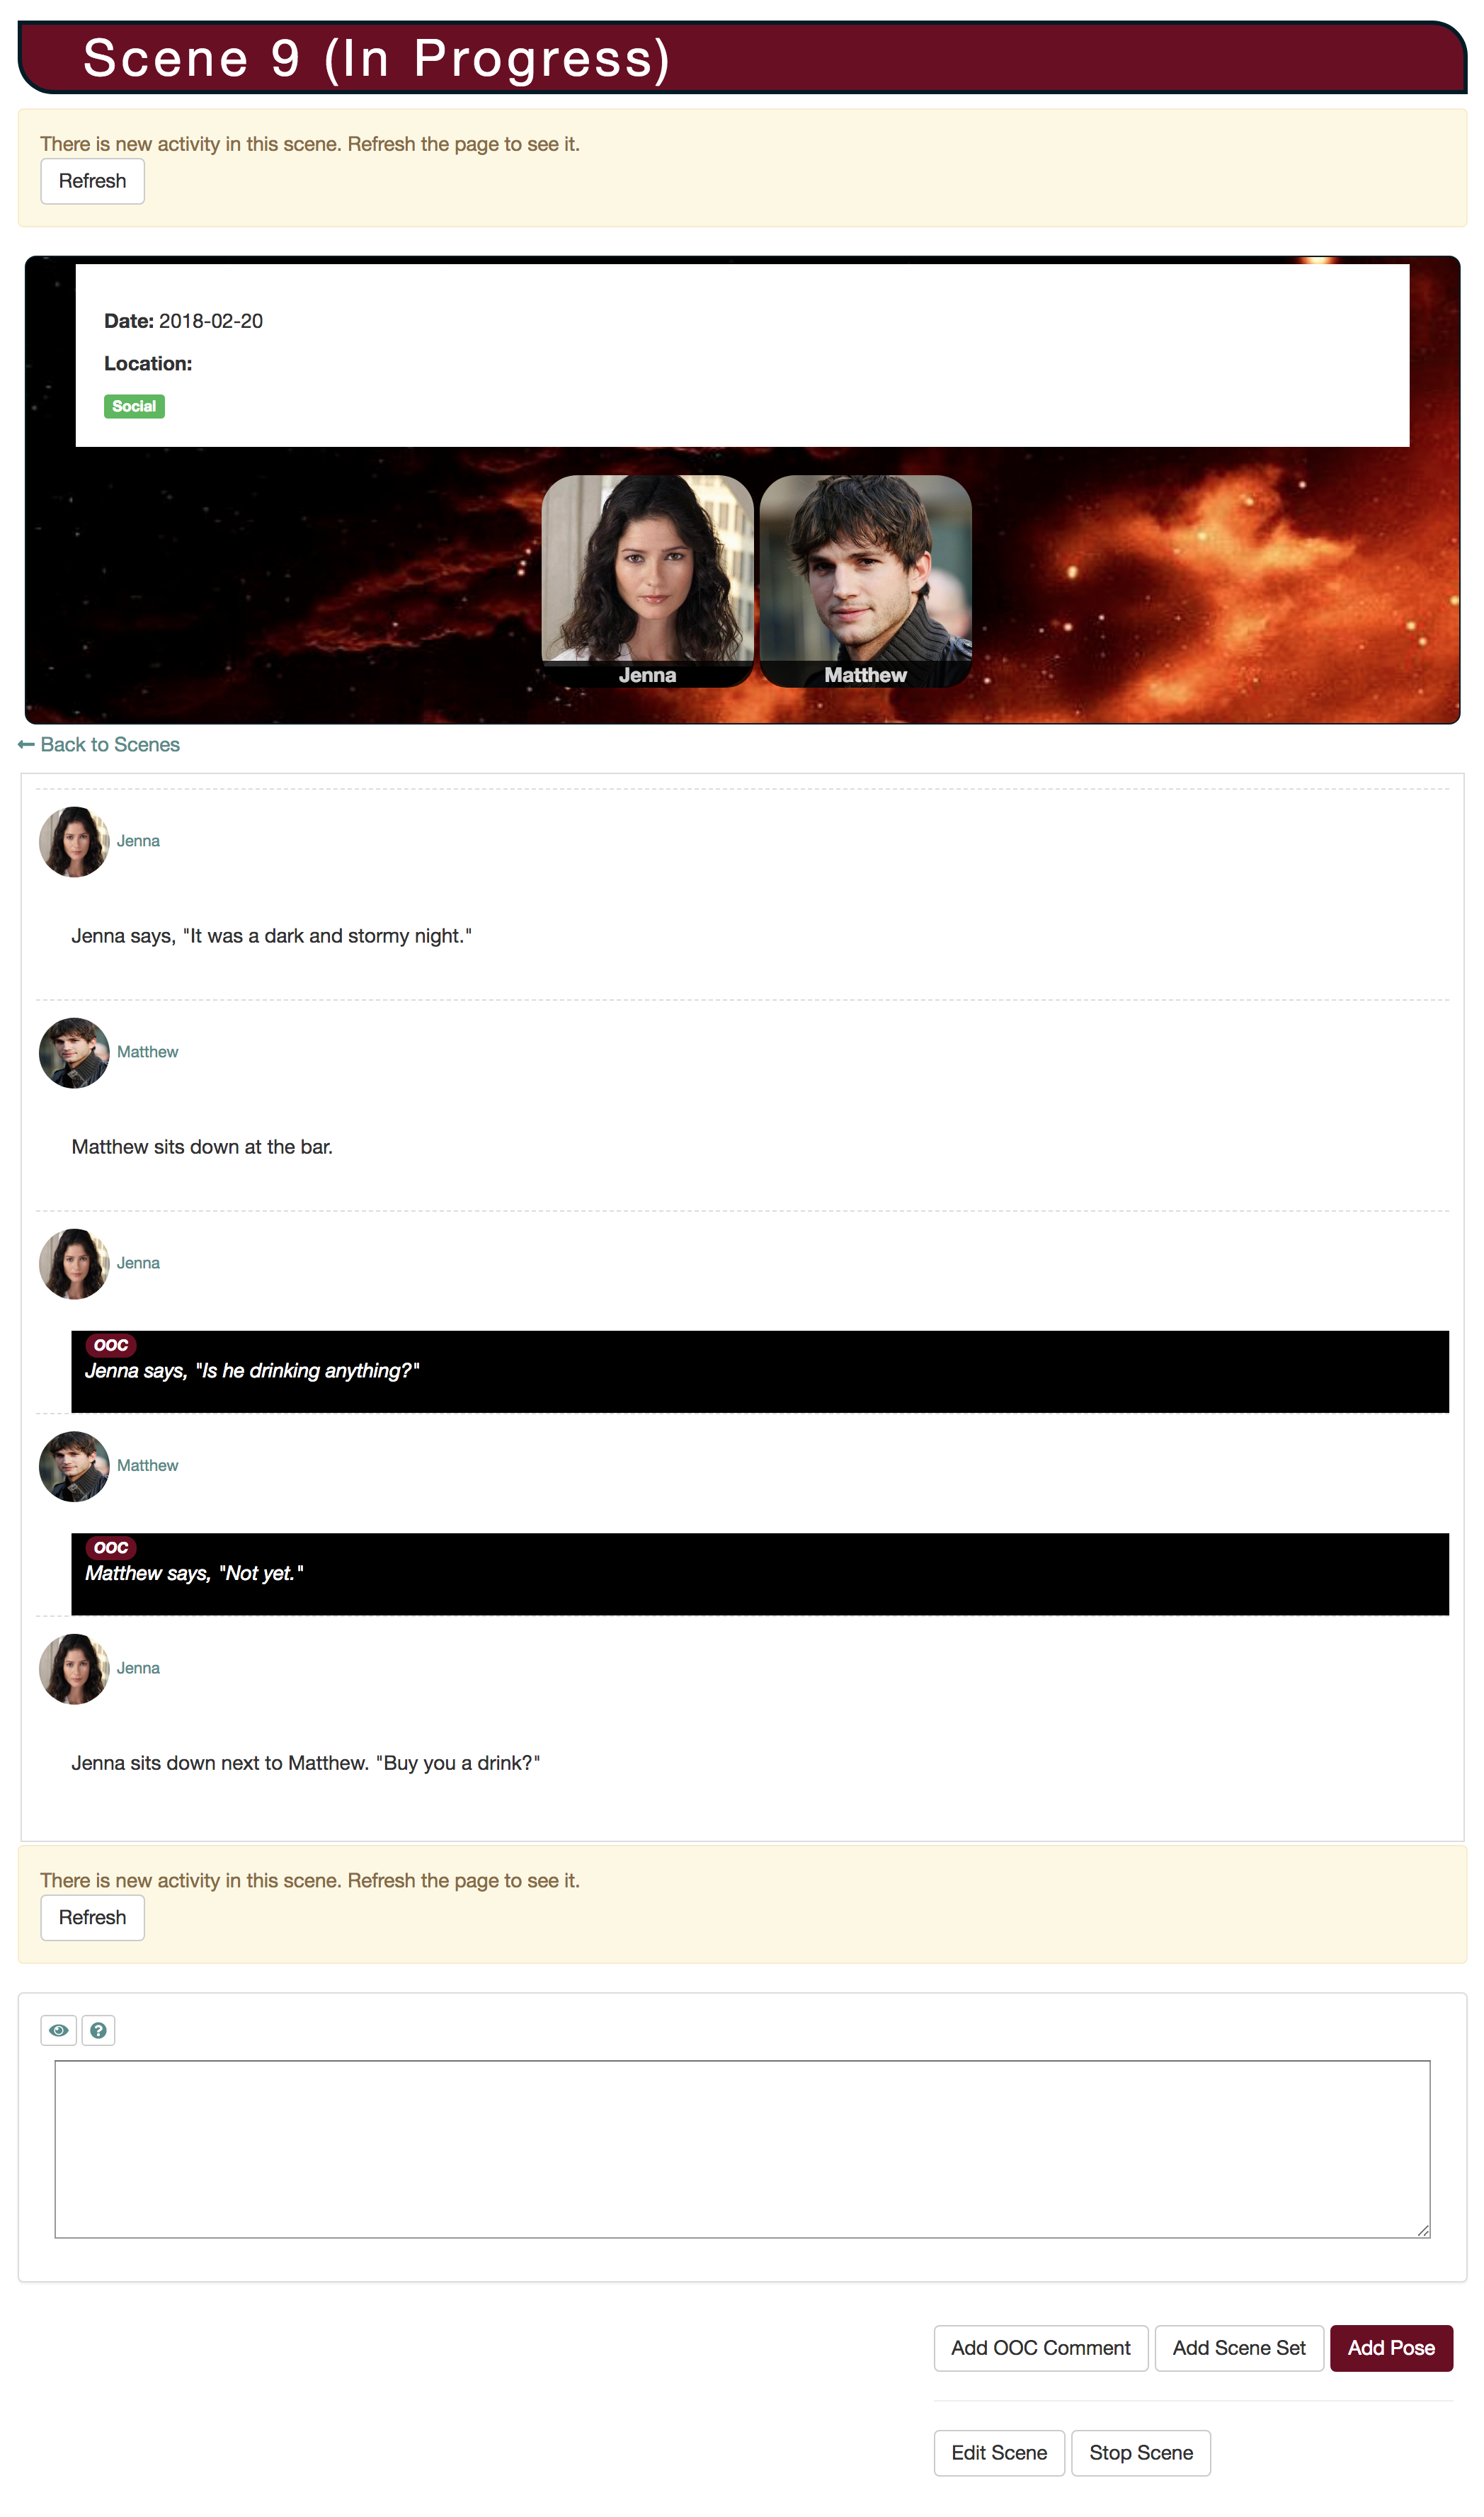 Scene 9 (In Progress)
There is new activity in this scene. Refresh the page to see it.
Refresh
Date: 2018-02-20
Location:
Social
Jenna
Matthew
Back to Scenes
Jenna
Jenna says, "It was a dark and stormy night."
Matthew
Matthew sits down at the bar.
Jenna
OOC
Jenna says, "Is he drinking anything?"
Matthew
OOC
Matthew says, "Not yet."
Jenna
Jenna sits down next to Matthew. "Buy you a drink?"
There is new activity in this scene. Refresh the page to see it.
Refresh
?
Add OOC Comment
Add Scene Set
Add Pose
Edit Scene
Stop Scene